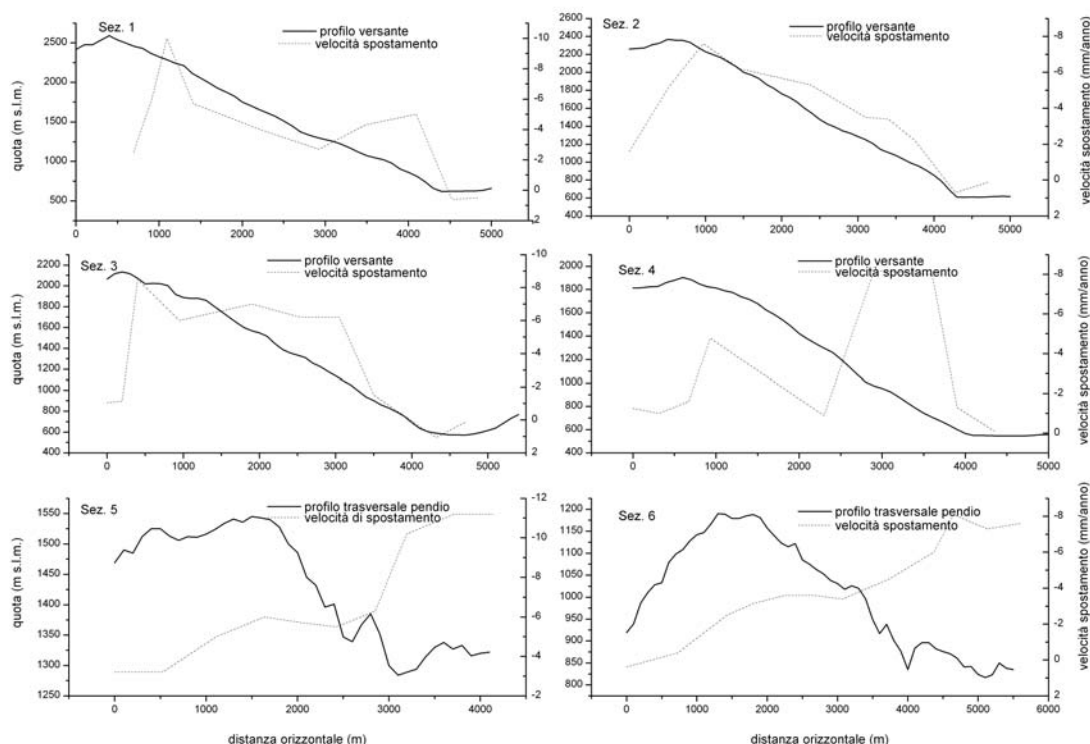 Sez. 1
profilo versante
velocità spostamento
quota (m s.l.m.)
2500
2000
1500
1000
500
-10
-8
-6
-4
-2
0
2
0 1000 2000 3000 4000 5000
Sez. 2
profilo versante
velocità spostamento
velocità spostamento (mm/anno)
2600
2400
2200
2000
1800
1600
1400
1200
1000
800
600
400
-8
-6
-4
-2
0
2
0 1000 2000 3000 4000 5000
Sez. 3
profilo versante
velocità spostamento
quota (m s.l.m.)
2200
2000
1800
1600
1400
1200
1000
800
600
400
-10
-8
-6
-4
-2
0
2
0 1000 2000 3000 4000 5000
Sez. 4
profilo versante
velocità spostamento
velocità spostamento (mm/anno)
2000
1800
1600
1400
1200
1000
800
600
400
-8
-6
-4
-2
0
0 1000 2000 3000 4000 5000
Sez. 5
profilo trasversale pendio
velocità di spostamento
quota (m s.l.m.)
1550
1500
1450
1400
1350
1300
1250
-12
-10
-8
-6
-4
-2
0 1000 2000 3000 4000
distanza orizzontale (m)
Sez. 6
profilo trasversale pendio
velocità spostamento
velocità spostamento (mm/anno)
1200
1150
1100
1050
1000
950
900
850
800
-8
-6
-4
-2
0
2
0 1000 2000 3000 4000 5000 6000
distanza orizzontale (m)